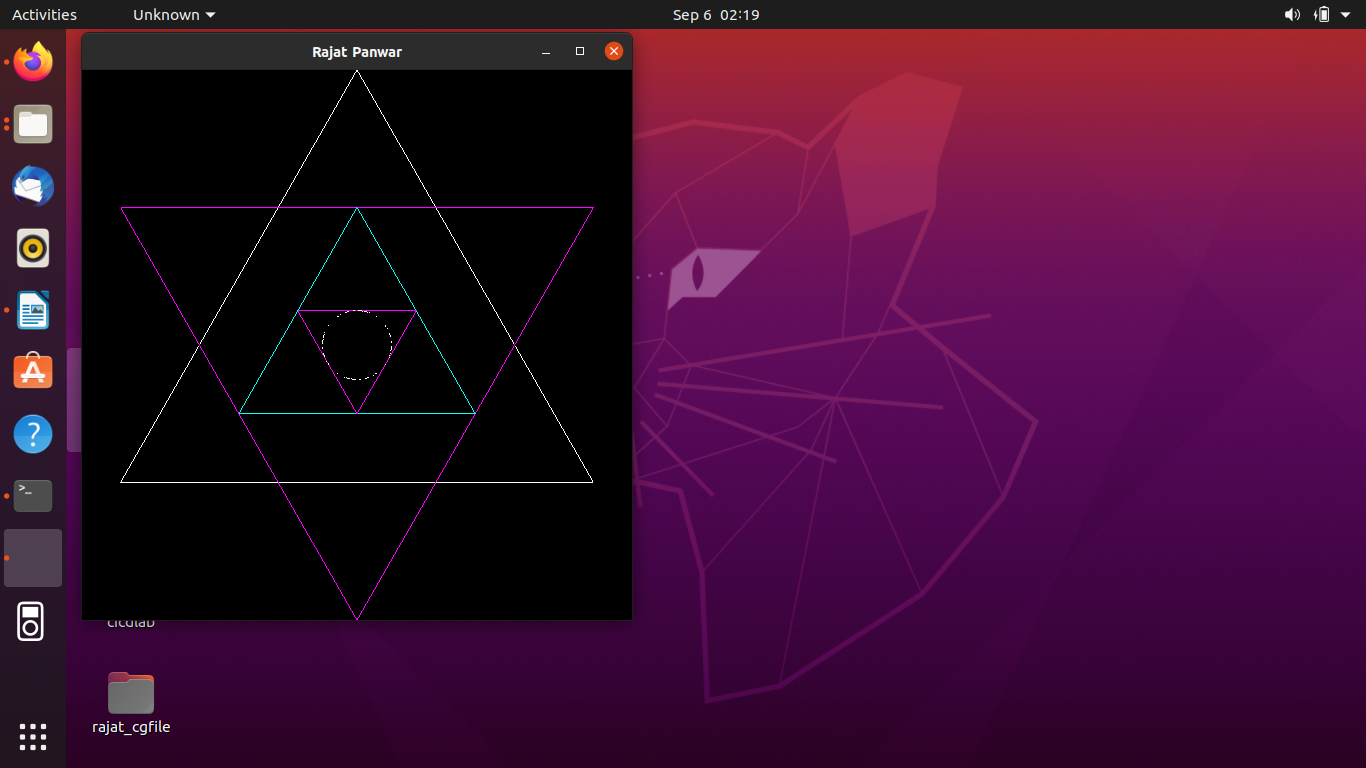 Activities
Unknown
Sep 6 02:19
Rajat Panwar
>_
?
cicdlab
rajat_cgfile